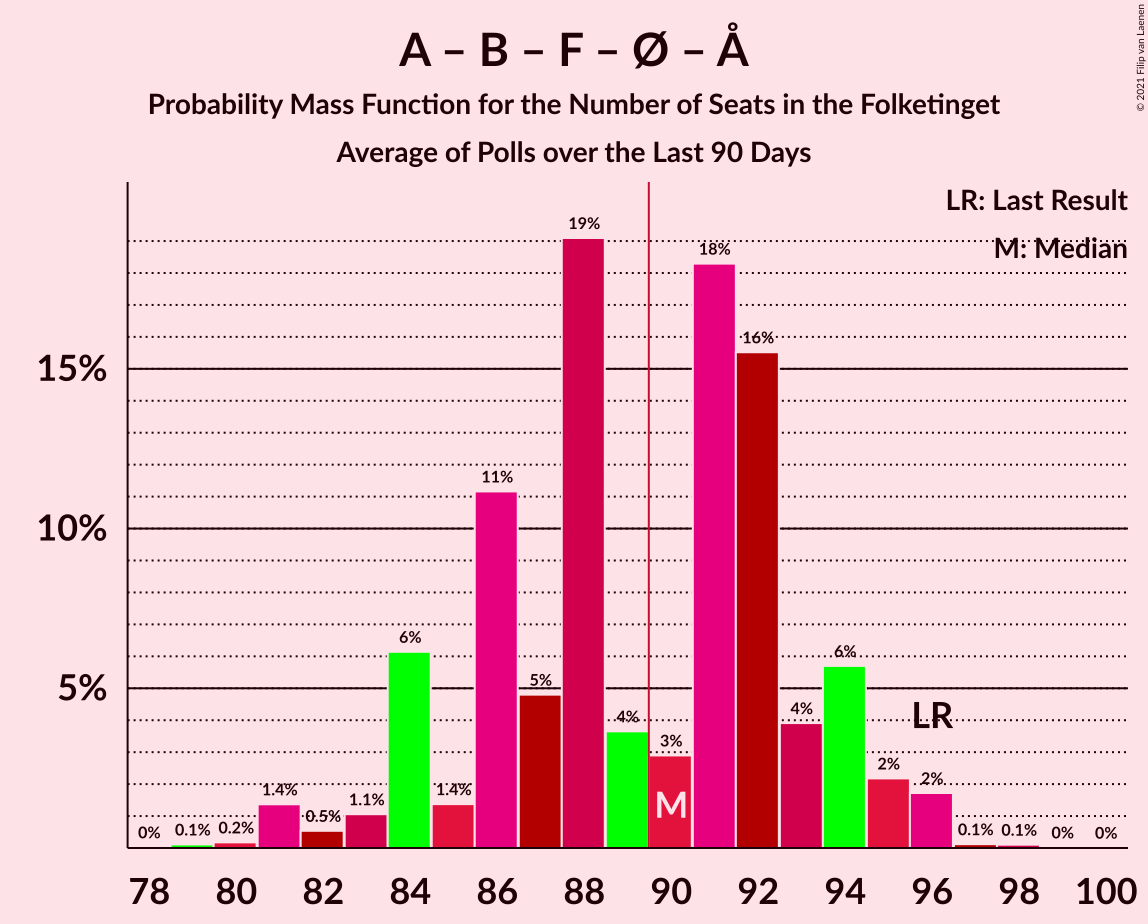 A – B – F – Ø – Å
Probability Mass Function for the Number of Seats in the Folketinget
Average of Polls over the Last 90 Days
© 2021 Filip van Laenen
LR: Last Result
M: Median
15%
10%
5%
0%
0.1%
0.2%
1.4%
0.5%
1.1%
6%
1.4%
11%
5%
19%
4%
3%
18%
16%
4%
6%
2%
2%
0.1%
0.1%
0%
0%
LR
M
78 80 82 84 86 88 90 92 94 96 98 100